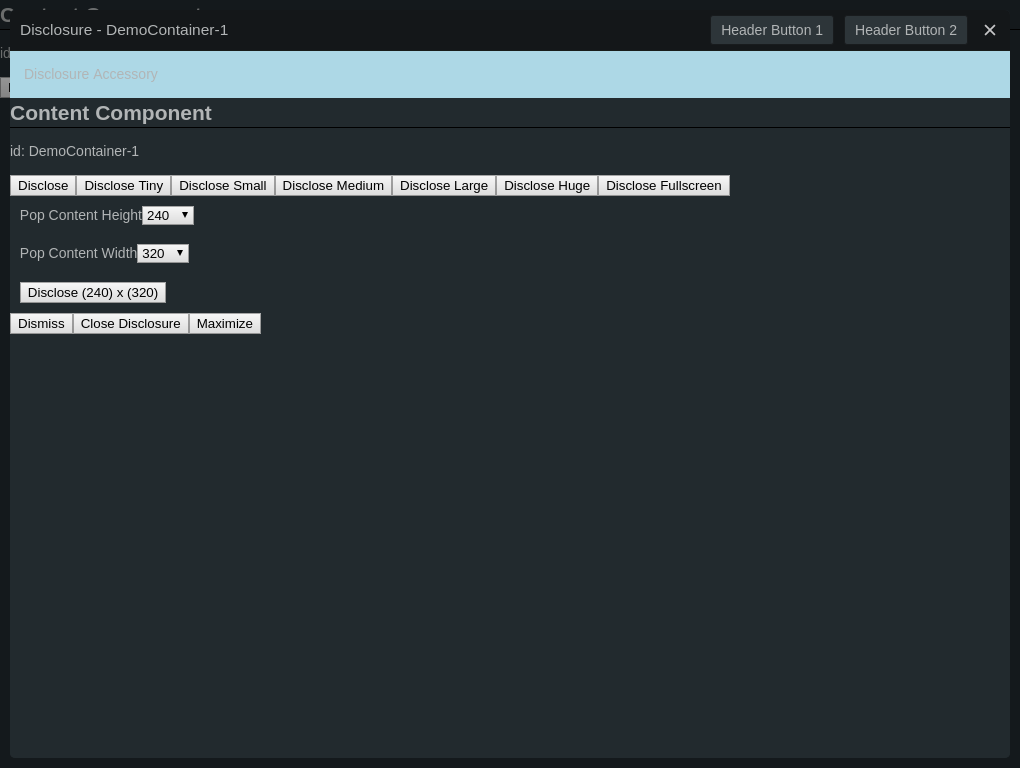 Disclosure - DemoContainer-1 Header Button 1 Header Button 2 ✕
Disclosure Accessory
Content Component
id: DemoContainer-1
Disclose Disclose Tiny Disclose Small Disclose Medium Disclose Large Disclose Huge Disclose Fullscreen
Pop Content Height 240
Pop Content Width 320
Disclose (240) x (320)
Dismiss Close Disclosure Maximize